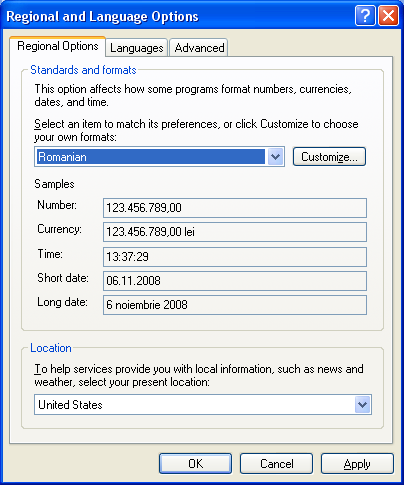 Regional and Language Options
Regional Options Languages Advanced
Standards and formats
This option affects how some programs format numbers, currencies,
dates, and time.
Select an item to match its preferences, or click Customize to choose
your own formats:
Romanian Customize...
Samples
Number: 123.456.789,00
Currency: 123.456.789,00 lei
Time: 13:37:29
Short date: 06.11.2008
Long date: 6 noiembrie 2008
Location
To help services provide you with local information, such as news and
weather, select your present location:
United States
OK Cancel Apply